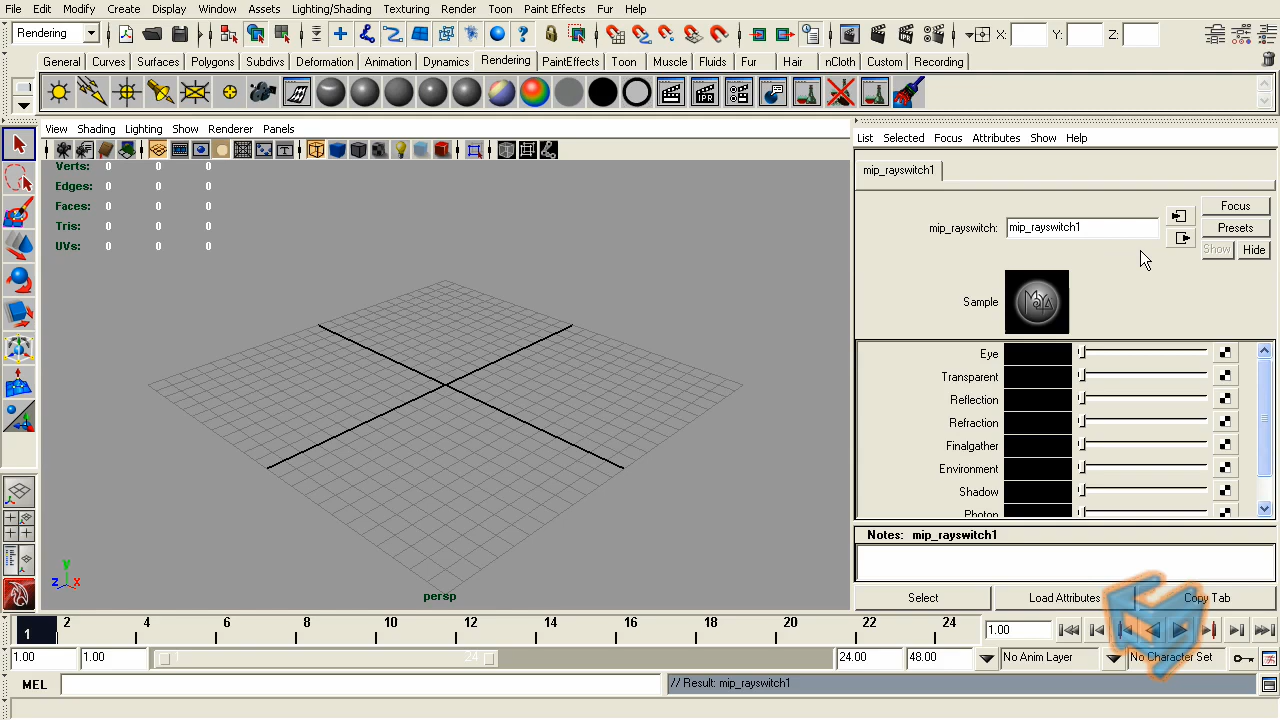 File Edit Modify Create Display Window Assets Lighting/Shading Texturing Render Toon Paint Effects Fur Help
Rendering X: Y: Z:
General Curves Surfaces Polygons Subdivs Deformation Animation Dynamics Rendering PaintEffects Toon Muscle Fluids Fur Hair nCloth Custom Recording
IPR
View Shading Lighting Show Renderer Panels
List Selected Focus Attributes Show Help
Verts: 0 0 0
Edges: 0 0 0
Faces: 0 0 0
Tris: 0 0 0
UVs: 0 0 0
mip_rayswitch1
mip_rayswitch: mip_rayswitch1
Focus
Presets
Show Hide
Sample
Eye
Transparent
Reflection
Refraction
Finalgather
Environment
Shadow
Photon
Notes: mip_rayswitch1
Select Load Attributes Copy Tab
y
z x
persp
1 2 4 6 8 10 12 14 16 18 20 22 24 1.00
1.00 1.00 1 24 24.00 48.00 No Anim Layer No Character Set
MEL // Result: mip_rayswitch1